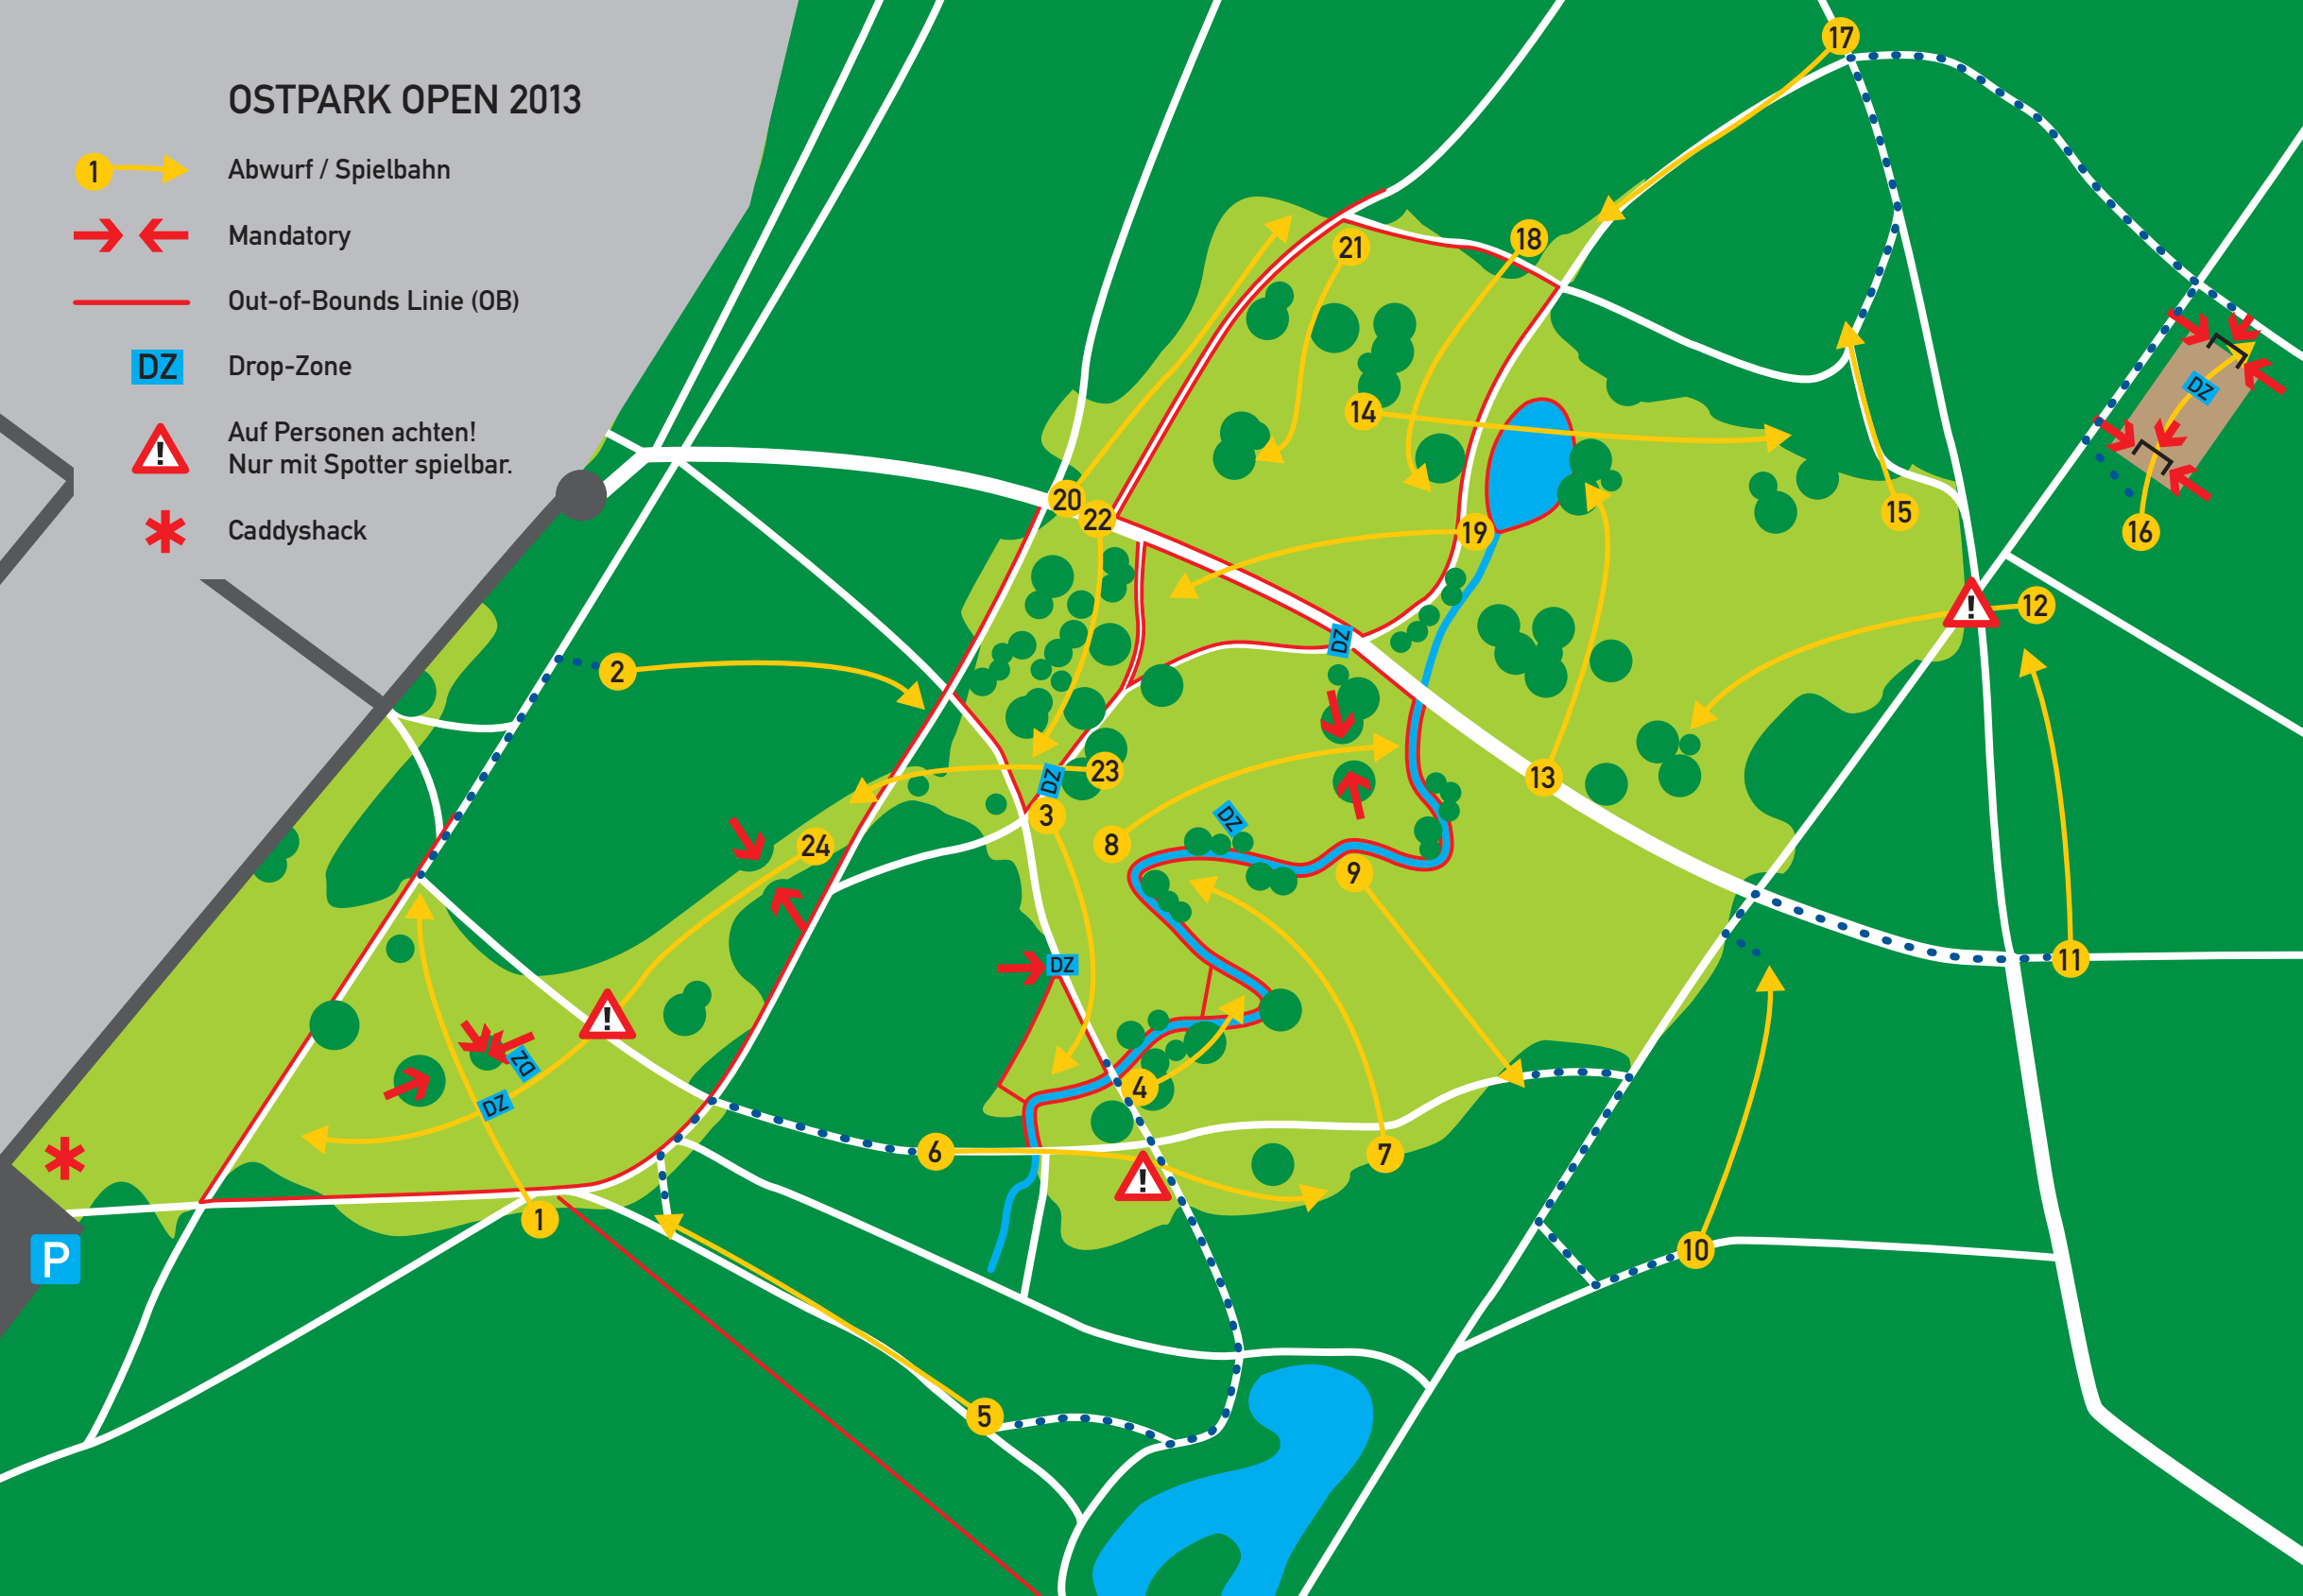 OSTPARK OPEN 2013
1 Abwurf / Spielbahn
Mandatory
Out-of-Bounds Linie (OB)
DZ Drop-Zone
! Auf Personen achten!
Nur mit Spotter spielbar.
Caddyshack
17
18
21
14
20
22
19
15
16
DZ
!
12
2
DZ
13
23
DZ
3
8
DZ
24
9
DZ
11
!
DZ
DZ
4
6
7
!
1
P
10
5